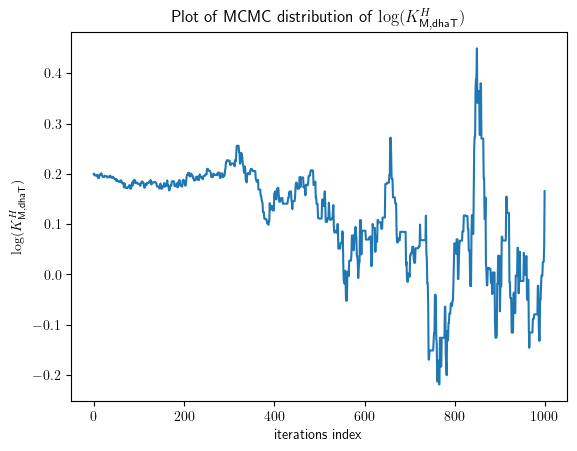 Plot of MCMC distribution of log(K^H_M,dhaT)
log(K^H_M,dhaT)
0.4
0.3
0.2
0.1
0.0
−0.1
−0.2
0 200 400 600 800 1000
iterations index